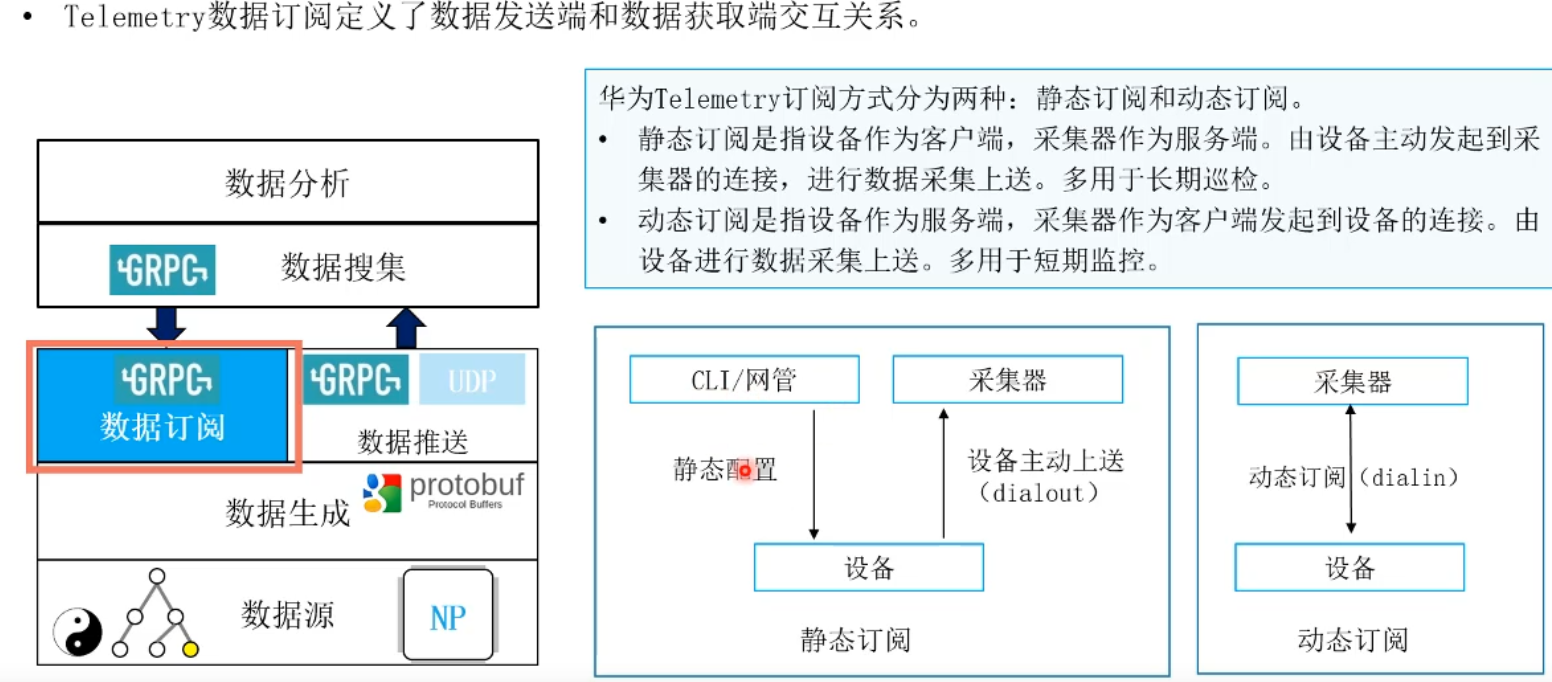 • Telemetry数据订阅定义了数据发送端和数据获取端交互关系。
华为Telemetry订阅方式分为两种：静态订阅和动态订阅。
• 静态订阅是指设备作为客户端，采集器作为服务端。由设备主动发起到采
集器的连接，进行数据采集上送。多用于长期巡检。
• 动态订阅是指设备作为服务端，采集器作为客户端发起到设备的连接。由
设备进行数据采集上送。多用于短期监控。
数据分析
GRPC
数据搜集
GRPC
数据订阅
GRPC
UDP
数据推送
数据生成
protobuf
Protocol Buffers
数据源
NP
CLI/网管
采集器
静态配置
设备主动上送
（dialout）
设备
静态订阅
采集器
动态订阅（dialin）
设备
动态订阅